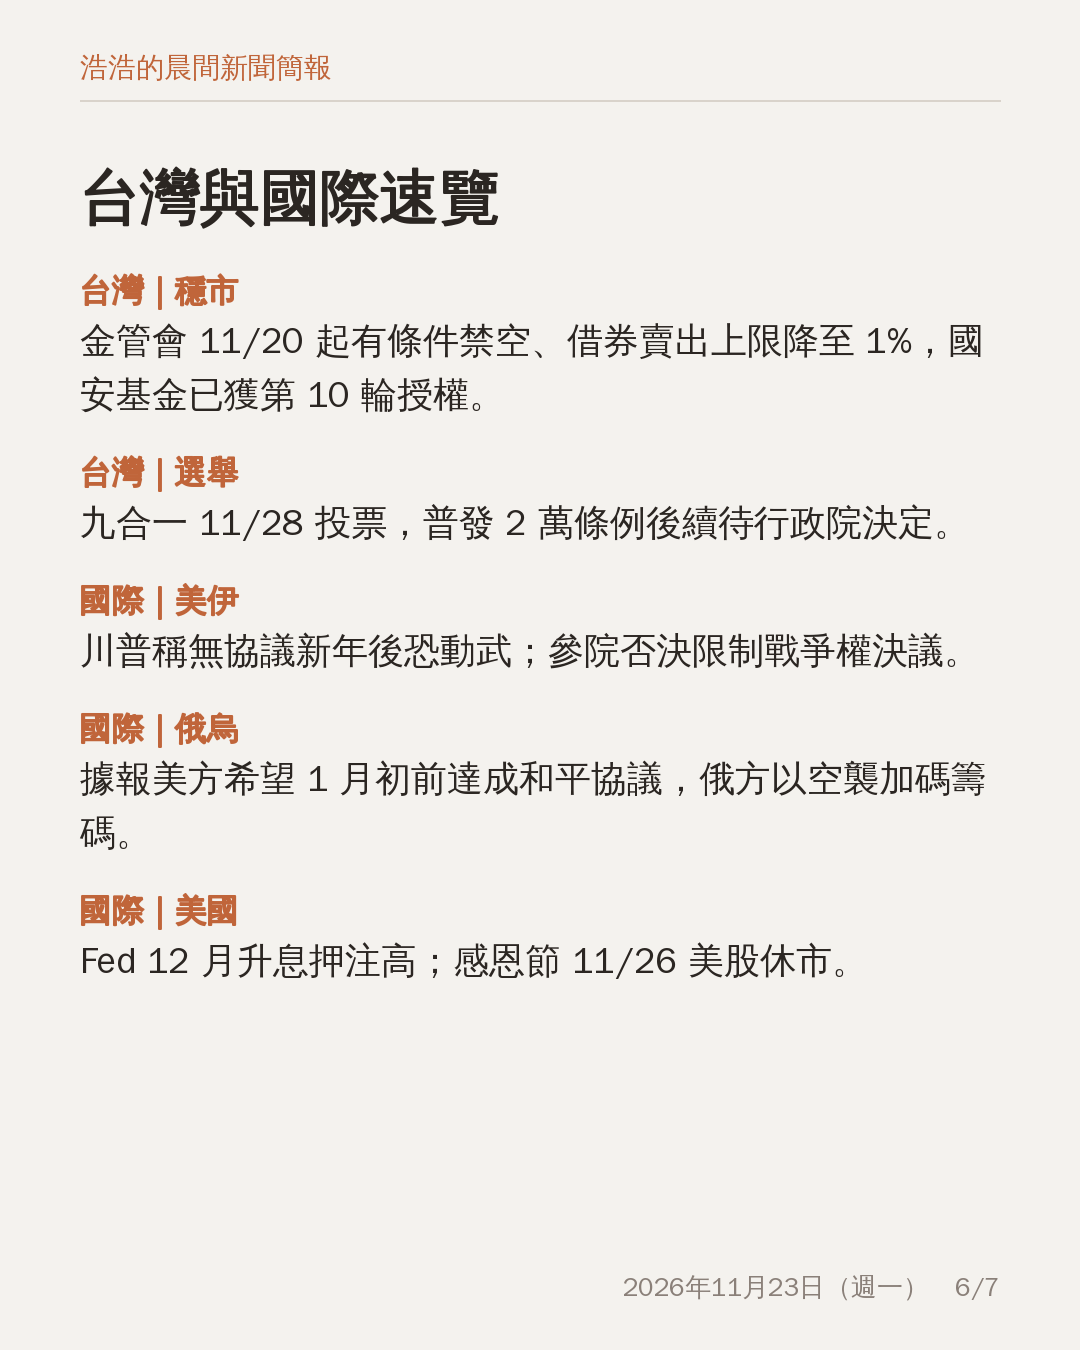 浩浩的晨間新聞簡報
台灣與國際速覽
台灣｜穩市
金管會 11/20 起有條件禁空、借券賣出上限降至 1%，國
安基金已獲第 10 輪授權。
台灣｜選舉
九合一 11/28 投票，普發 2 萬條例後續待行政院決定。
國際｜美伊
川普稱無協議新年後恐動武；參院否決限制戰爭權決議。
國際｜俄烏
據報美方希望 1 月初前達成和平協議，俄方以空襲加碼籌
碼。
國際｜美國
Fed 12 月升息押注高；感恩節 11/26 美股休市。
2026年11月23日（週一） 6/7